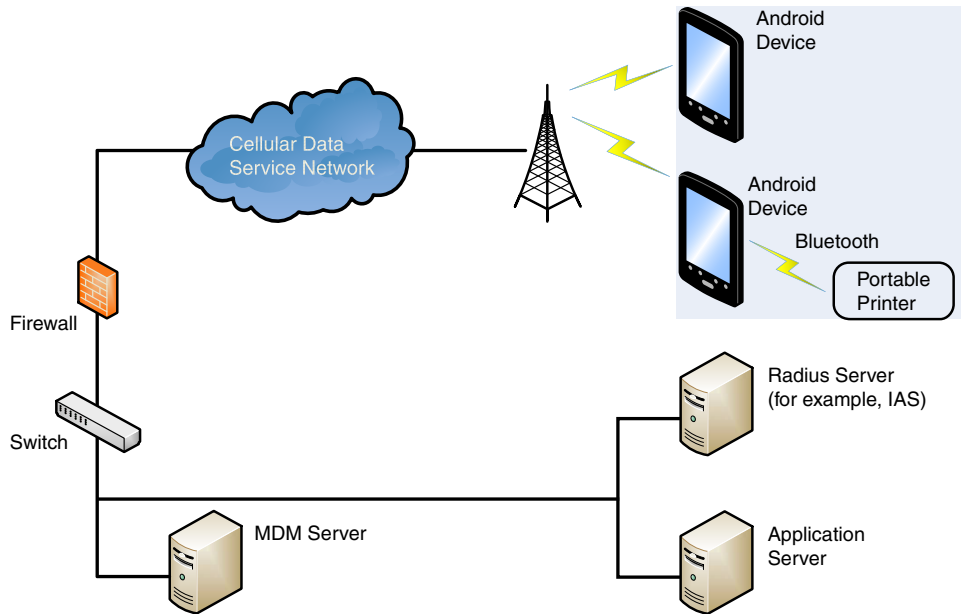 Android
Device
Cellular Data
Service Network
Android
Device
Bluetooth
Portable
Printer
Firewall
Radius Server
(for example, IAS)
Switch
MDM Server
Application
Server